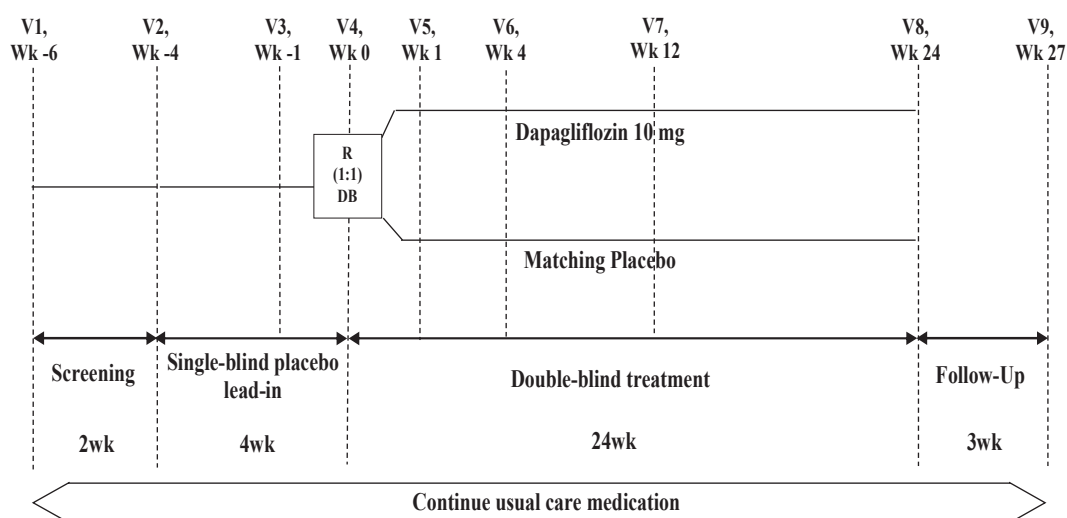 V1,
Wk -6
V2,
Wk -4
V3,
Wk -1
V4,
Wk 0
V5,
Wk 1
V6,
Wk 4
V7,
Wk 12
V8,
Wk 24
V9,
Wk 27
R
(1:1)
DB
Dapagliflozin 10 mg
Matching Placebo
Screening
Single-blind placebo
lead-in
Double-blind treatment
Follow-Up
2wk
4wk
24wk
3wk
Continue usual care medication